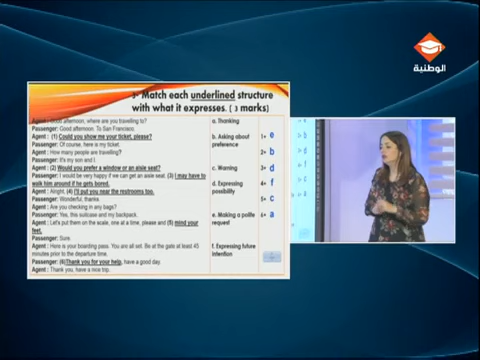 الوطنية
3- Match each underlined structure
with what it expresses. ( 3 marks)
Agent : Good afternoon, where are you travelling to?
Passenger: Good afternoon. To San Francisco.
Agent : (1) Could you show me your ticket, please?
Passenger: Of course, here is my ticket.
Agent : How many people are travelling?
Passenger: It's my son and I.
Agent : (2) Would you prefer a window or an aisle seat?
Passenger: I would be very happy if we can get an aisle seat. (3) I may have to
walk him around if he gets bored.
Agent : Alright. (4) I'll put you near the restrooms too.
Passenger: Wonderful, thanks.
Agent : Are you checking in any bags?
Passenger: Yes, this suitcase and my backpack.
Agent : Let's put them on the scale, one at a time, please and (5) mind your
feet.
Passenger: Sure.
Agent : Here is your boarding pass. You are all set. Be at the gate at least 45
minutes prior to the departure time.
Passenger: (6)Thank you for your help, have a good day.
Agent : Thank you, have a nice trip.
a. Thanking
b. Asking about
preference
c. Warning
d. Expressing
possibility
e. Making a polite
request
f. Expressing future
intention
1+ e
2+ b
3+ d
4+ f
5+ c
6+ a